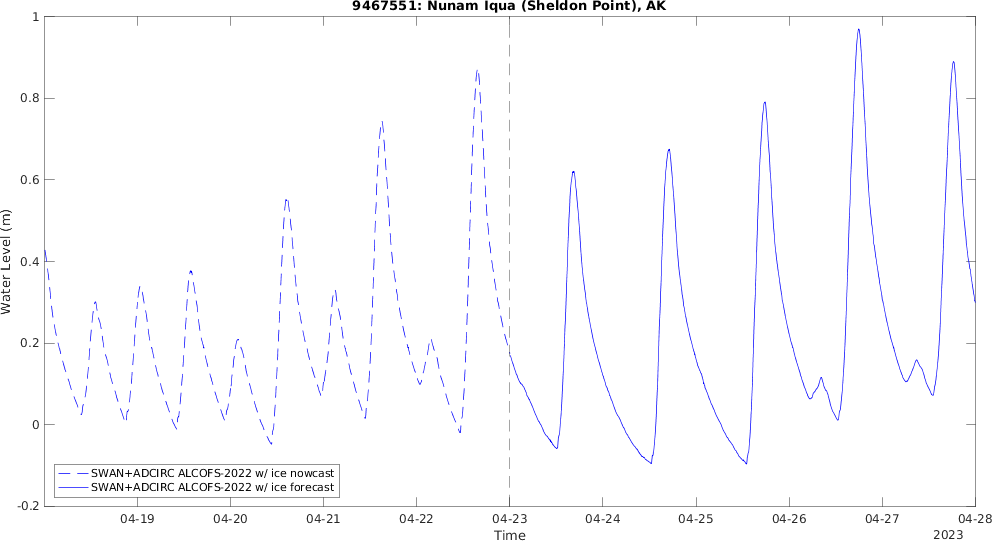 9467551: Nunam Iqua (Sheldon Point), AK
1
0.8
0.6
0.4
0.2
0
-0.2
Water Level (m)
SWAN+ADCIRC ALCOFS-2022 w/ ice nowcast
SWAN+ADCIRC ALCOFS-2022 w/ ice forecast
04-19 04-20 04-21 04-22 04-23 04-24 04-25 04-26 04-27 04-28
Time
2023